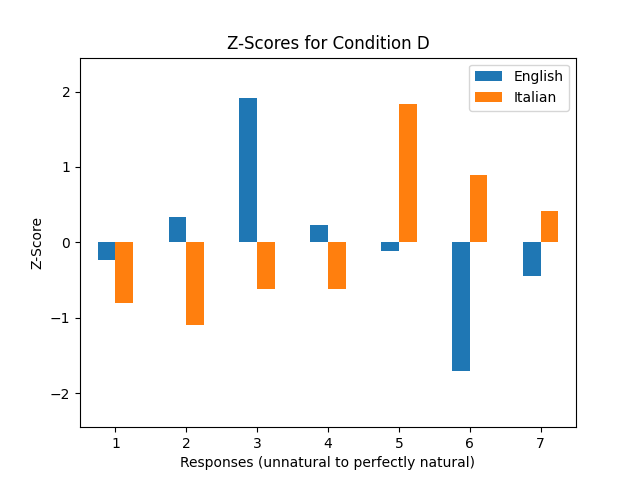 Z-Scores for Condition D
English
Italian
2
1
0
−1
−2
Z-Score
1 2 3 4 5 6 7
Responses (unnatural to perfectly natural)